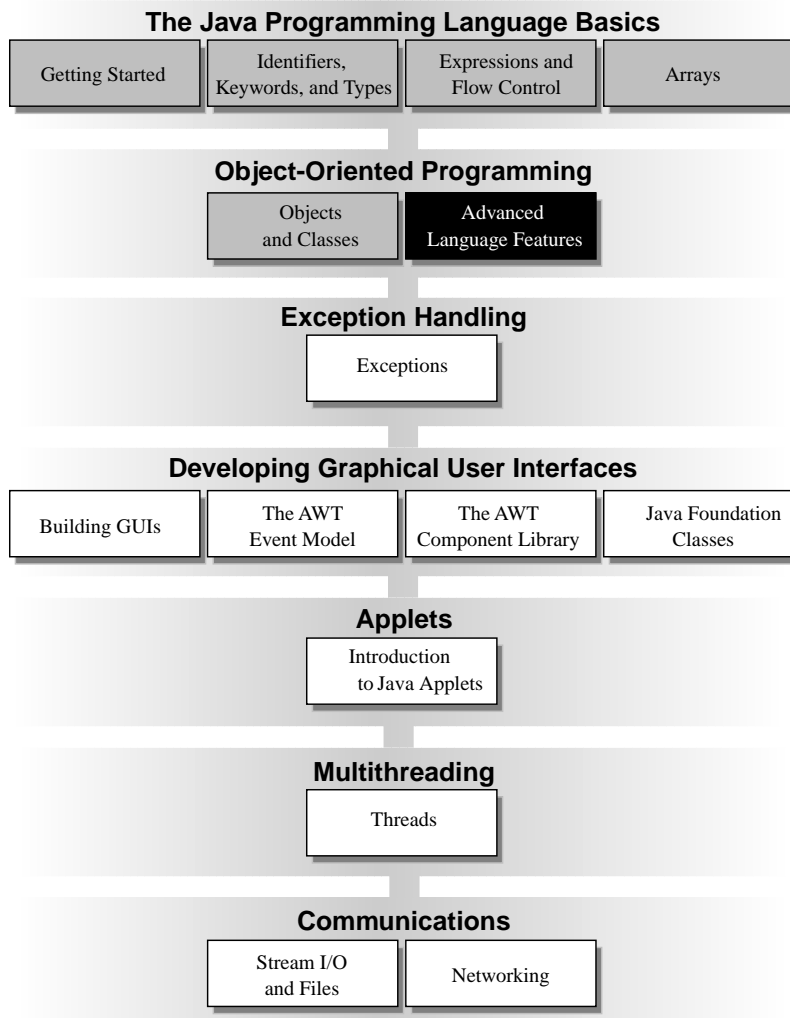 The Java Programming Language Basics
Getting Started
Identifiers,
Keywords, and Types
Expressions and
Flow Control
Arrays
Object-Oriented Programming
Objects
and Classes
Advanced
Language Features
Exception Handling
Exceptions
Developing Graphical User Interfaces
Building GUIs
The AWT
Event Model
The AWT
Component Library
Java Foundation
Classes
Applets
Introduction
to Java Applets
Multithreading
Threads
Communications
Stream I/O
and Files
Networking